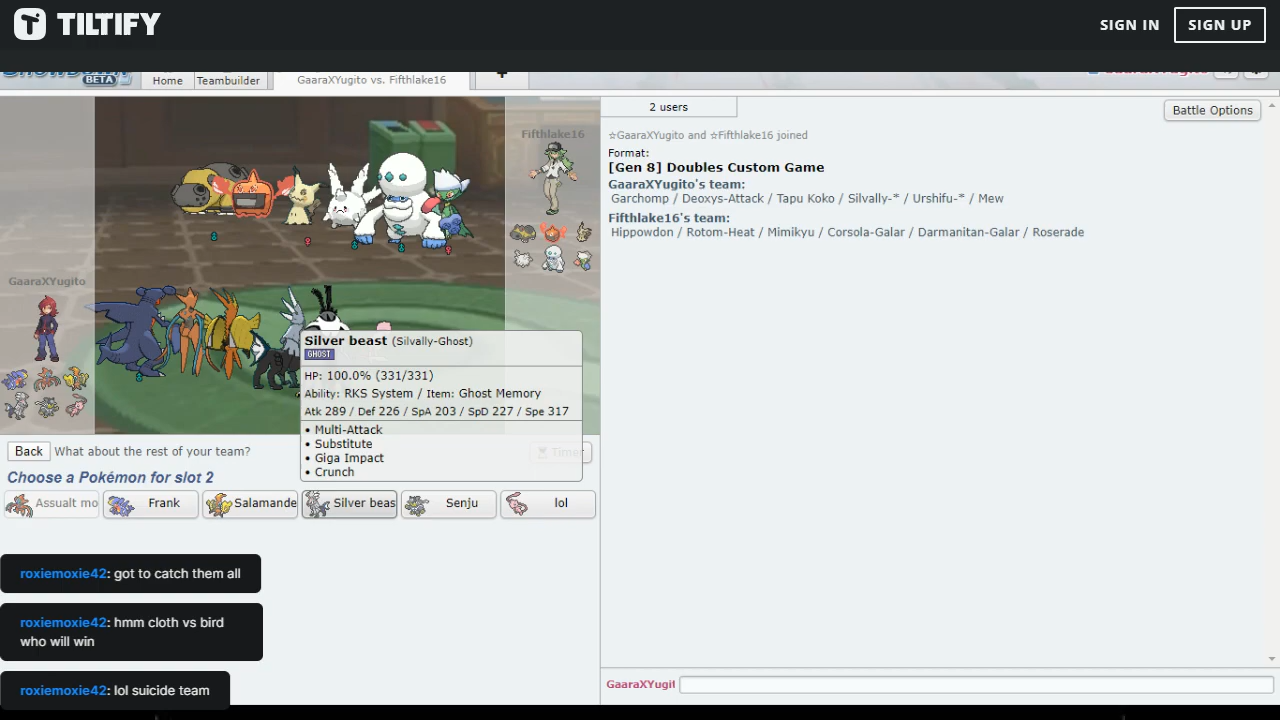 TILTIFY
SIGN IN
SIGN UP
BETA
Home
Teambuilder
GaaraXYugito vs. Fifthlake16
+
2 users
Battle Options
☆GaaraXYugito and ☆Fifthlake16 joined
Format:
[Gen 8] Doubles Custom Game
GaaraXYugito's team:
Garchomp / Deoxys-Attack / Tapu Koko / Silvally-* / Urshifu-* / Mew
Fifthlake16's team:
Hippowdon / Rotom-Heat / Mimikyu / Corsola-Galar / Darmanitan-Galar / Roserade
Fifthlake16
GaaraXYugito
Silver beast (Silvally-Ghost)
GHOST
HP: 100.0% (331/331)
Ability: RKS System / Item: Ghost Memory
Atk 289 / Def 226 / SpA 203 / SpD 227 / Spe 317
• Multi-Attack
• Substitute
• Giga Impact
• Crunch
Back
What about the rest of your team?
Timer
Choose a Pokémon for slot 2
Assualt mo
Frank
Salamande
Silver beas
Senju
lol
roxiemoxie42: got to catch them all
roxiemoxie42: hmm cloth vs bird
who will win
roxiemoxie42: lol suicide team
GaaraXYugit